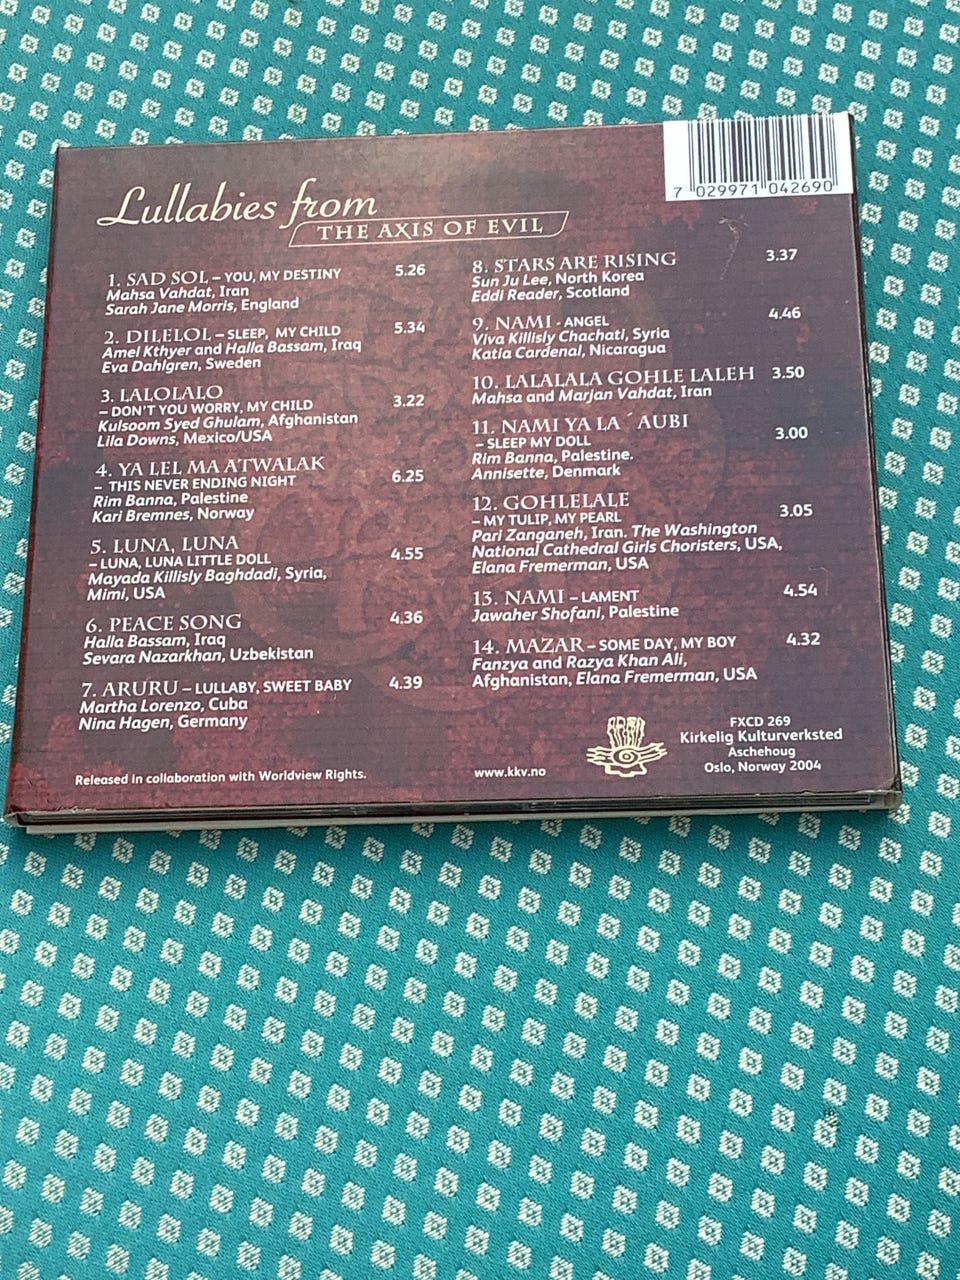 7 029971 042690
Lullabies from
THE AXIS OF EVIL
1. SAD SOL – YOU, MY DESTINY 5.26
Mahsa Vahdat, Iran
Sarah Jane Morris, England
2. DILELOL – SLEEP, MY CHILD 5.34
Amel Kthyer and Halla Bassam, Iraq
Eva Dahlgren, Sweden
3. LALOLALO
– DON'T YOU WORRY, MY CHILD 3.22
Kulsoom Syed Ghulam, Afghanistan
Lila Downs, Mexico/USA
4. YA LEL MA ATWALAK
– THIS NEVER ENDING NIGHT 6.25
Rim Banna, Palestine
Kari Bremnes, Norway
5. LUNA, LUNA
– LUNA, LUNA LITTLE DOLL 4.55
Mayada Killisly Baghdadi, Syria,
Mimi, USA
6. PEACE SONG 4.36
Halla Bassam, Iraq
Sevara Nazarkhan, Uzbekistan
7. ARURU – LULLABY, SWEET BABY 4.39
Martha Lorenzo, Cuba
Nina Hagen, Germany
8. STARS ARE RISING 3.37
Sun Ju Lee, North Korea
Eddi Reader, Scotland
9. NAMI - ANGEL 4.46
Viva Killisly Chachati, Syria
Katia Cardenal, Nicaragua
10. LALALALA GOHLE LALEH 3.50
Mahsa and Marjan Vahdat, Iran
11. NAMI YA LA ´AUBI
– SLEEP MY DOLL 3.00
Rim Banna, Palestine.
Annisette, Denmark
12. GOHLELALE
– MY TULIP, MY PEARL 3.05
Pari Zanganeh, Iran. The Washington
National Cathedral Girls Choristers, USA,
Elana Fremerman, USA
13. NAMI – LAMENT 4.54
Jawaher Shofani, Palestine
14. MAZAR – SOME DAY, MY BOY 4.32
Fanzya and Razya Khan Ali,
Afghanistan, Elana Fremerman, USA
Released in collaboration with Worldview Rights.
www.kkv.no
FXCD 269
Kirkelig Kulturverksted
Aschehoug
Oslo, Norway 2004